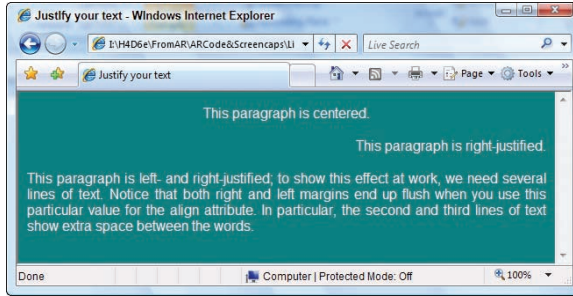 Justify your text - Windows Internet Explorer
I:\H4D6e\FromAR\ARCode&Screencaps\Li
Live Search
Justify your text
Page
Tools
»
This paragraph is centered.
This paragraph is right-justified.
This paragraph is left- and right-justified; to show this effect at work, we need several
lines of text. Notice that both right and left margins end up flush when you use this
particular value for the align attribute. In particular, the second and third lines of text
show extra space between the words.
Done
Computer | Protected Mode: Off
100%